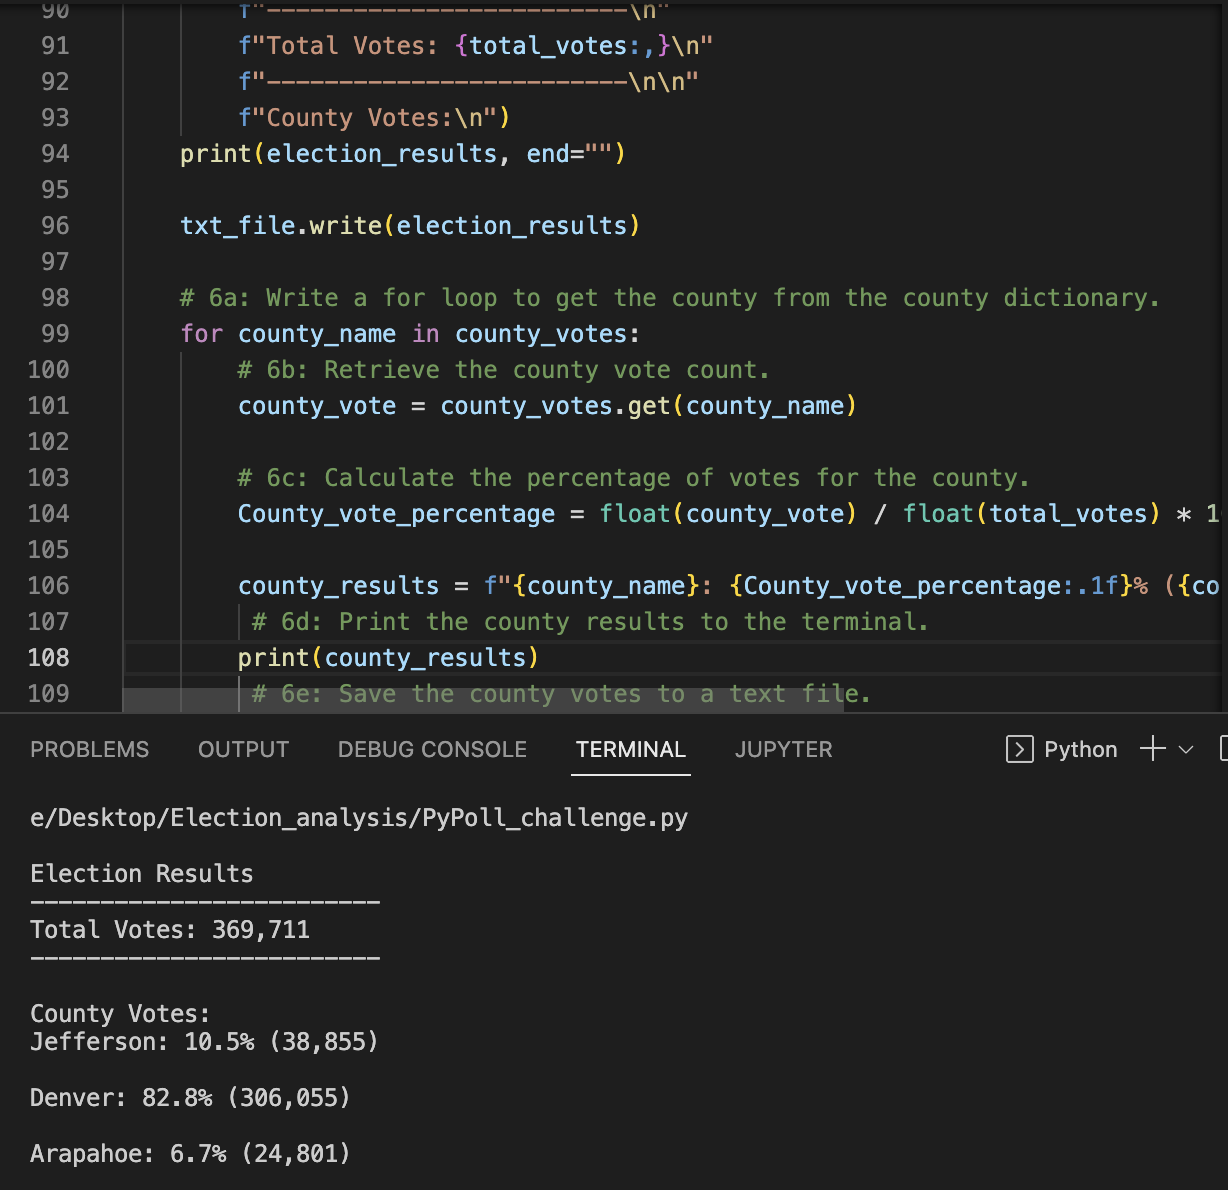 90 f"-------------------------\n"
91 f"Total Votes: {total_votes:,}\n"
92 f"-------------------------\n\n"
93 f"County Votes:\n")
94 print(election_results, end="")
95
96 txt_file.write(election_results)
97
98 # 6a: Write a for loop to get the county from the county dictionary.
99 for county_name in county_votes:
100 # 6b: Retrieve the county vote count.
101 county_vote = county_votes.get(county_name)
102
103 # 6c: Calculate the percentage of votes for the county.
104 County_vote_percentage = float(county_vote) / float(total_votes) * 1
105
106 county_results = f"{county_name}: {County_vote_percentage:.1f}% ({co
107 # 6d: Print the county results to the terminal.
108 print(county_results)
109 # 6e: Save the county votes to a text file.
PROBLEMS OUTPUT DEBUG CONSOLE TERMINAL JUPYTER Python
e/Desktop/Election_analysis/PyPoll_challenge.py
Election Results
-------------------------
Total Votes: 369,711
-------------------------
County Votes:
Jefferson: 10.5% (38,855)
Denver: 82.8% (306,055)
Arapahoe: 6.7% (24,801)